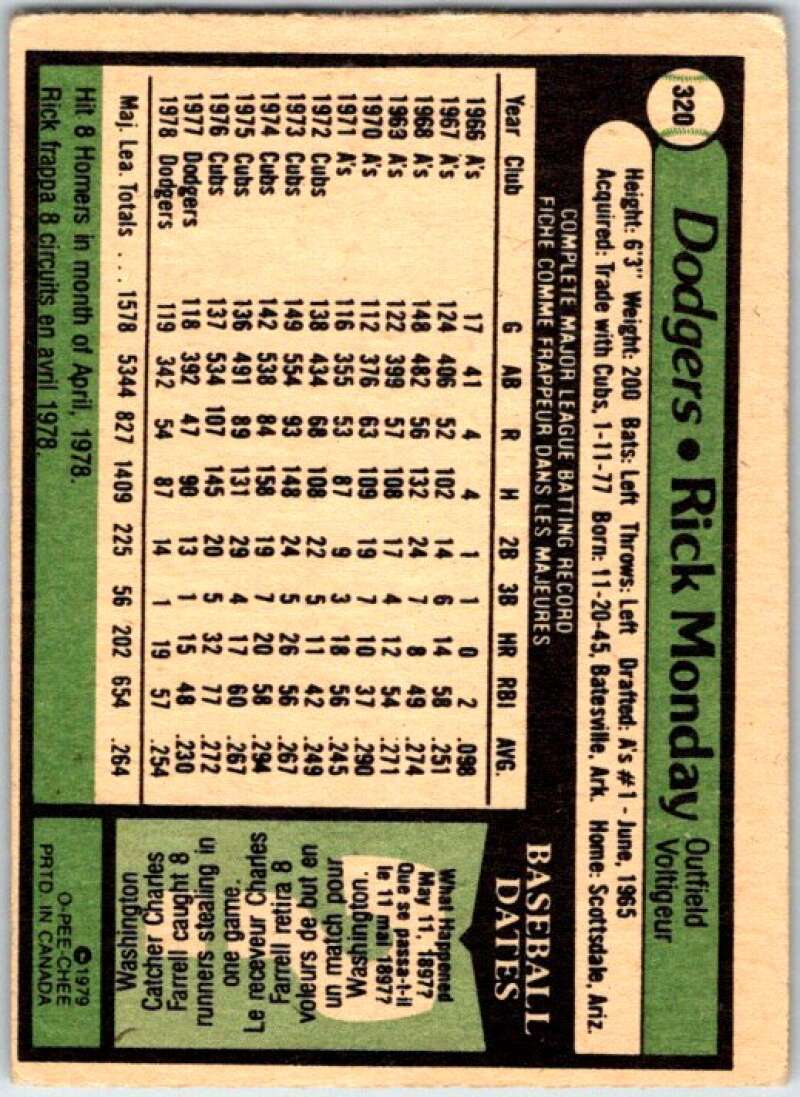 320
Dodgers • Rick Monday Outfield
Voltigeur
Height: 6'3" Weight: 200 Bats: Left Throws: Left Drafted: A's #1 - June, 1965
Acquired: Trade with Cubs, 1-11-77 Born: 11-20-45, Batesville, Ark. Home: Scottsdale, Ariz.
COMPLETE MAJOR LEAGUE BATTING RECORD
FICHE COMME FRAPPEUR DANS LES MAJEURES
Year Club G AB R H 2B 3B HR RBI AVG.
1966 A's 17 41 4 4 1 1 0 2 .098
1967 A's 124 406 52 102 14 6 14 58 .251
1968 A's 148 482 56 132 24 7 8 49 .274
1969 A's 122 399 57 108 17 4 12 54 .271
1970 A's 112 376 63 109 19 7 10 37 .290
1971 A's 116 355 53 87 9 3 18 56 .245
1972 Cubs 138 434 68 108 22 5 11 42 .249
1973 Cubs 149 554 93 148 24 5 26 56 .267
1974 Cubs 142 538 84 158 19 7 20 58 .294
1975 Cubs 136 491 89 131 29 4 17 60 .267
1976 Cubs 137 534 107 145 20 5 32 77 .272
1977 Dodgers 118 392 47 90 13 1 15 48 .230
1978 Dodgers 119 342 54 87 14 1 19 57 .254
Maj. Lea. Totals . . . 1578 5344 827 1409 225 56 202 654 .264
Hit 8 Homers in month of April, 1978.
Rick frappa 8 circuits en avril 1978.
BASEBALL
DATES
What Happened
May 11, 1897?
Que se passa-t-il
le 11 mai 1897?
Washington.
un match pour
voleurs de but en
Farrell retira 8
Le receveur Charles
one game.
runners stealing in
Farrell caught 8
Catcher Charles
Washington
©1979
O-PEE-CHEE
PRTD. IN CANADA